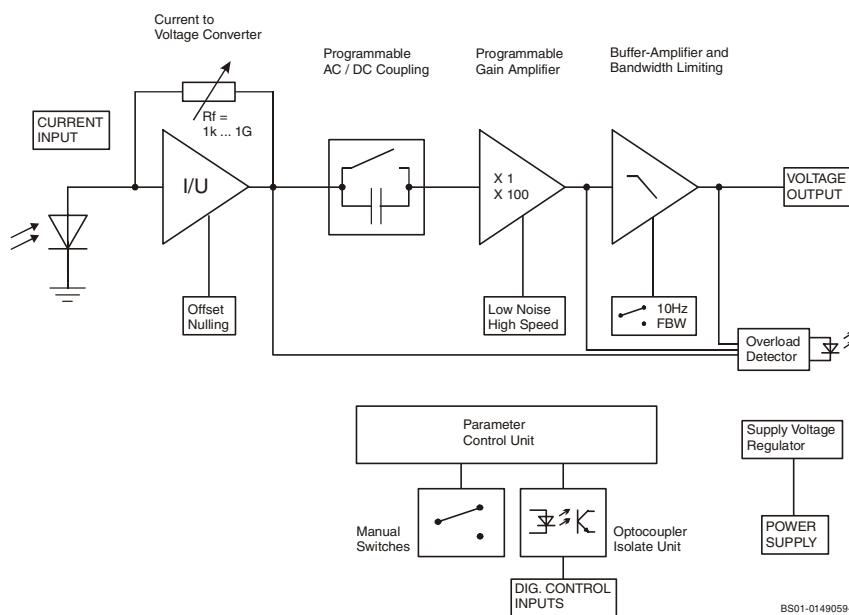 Current to
Voltage Converter
Programmable
AC / DC Coupling
Programmable
Gain Amplifier
Buffer-Amplifier and
Bandwidth Limiting
CURRENT
INPUT
Rf =
1k ... 1G
I/U
X 1
X 100
VOLTAGE
OUTPUT
Offset
Nulling
Low Noise
High Speed
10Hz
FBW
Overload
Detector
Parameter
Control Unit
Supply Voltage
Regulator
Manual
Switches
Optocoupler
Isolate Unit
POWER
SUPPLY
DIG. CONTROL
INPUTS
BS01-0149059